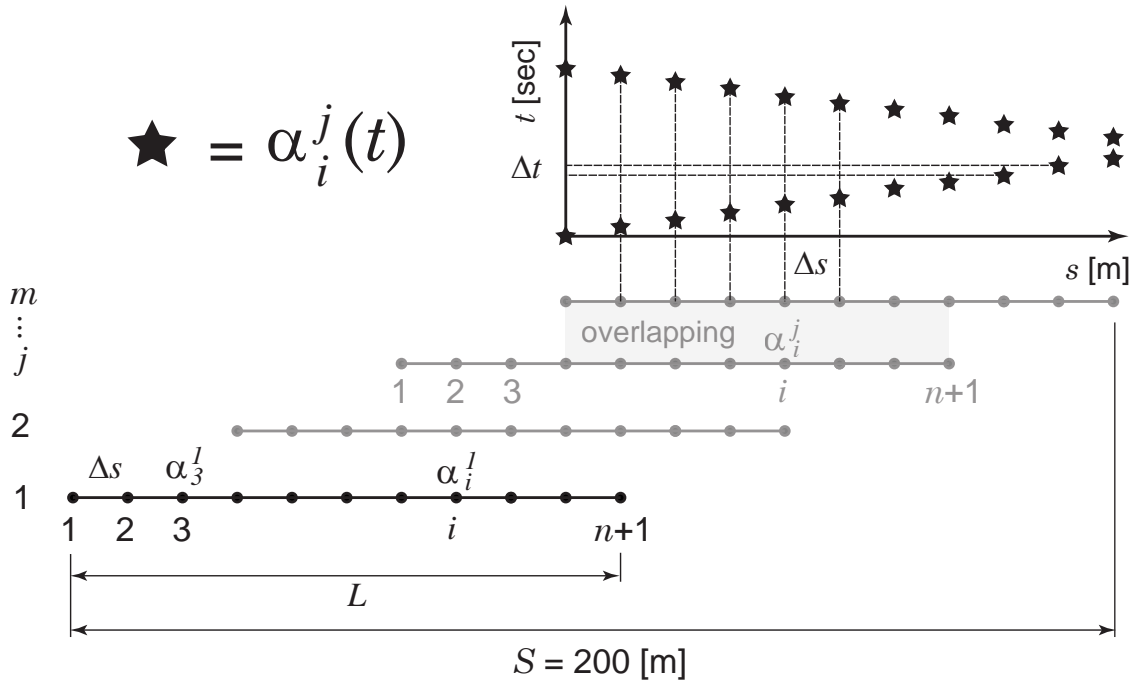 t [sec]
★ = α_i^j(t)
Δt
Δs
s [m]
m
⋮
j
overlapping α_i^j
1 2 3 i n+1
2
Δs α_3^1 α_i^1
1
1 2 3 i n+1
L
S = 200 [m]